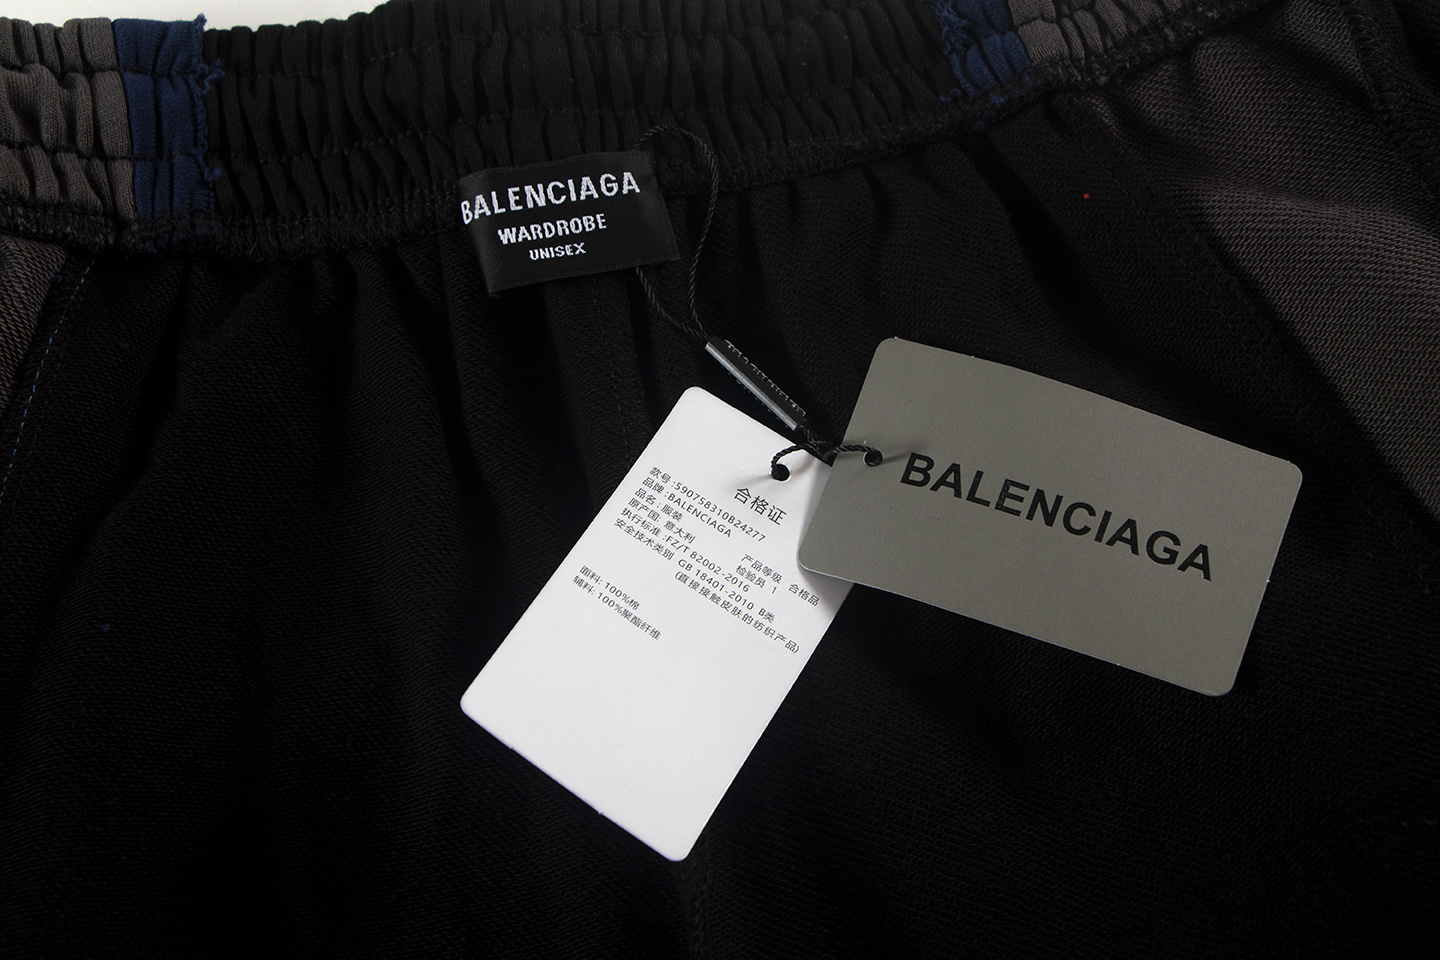 BALENCIAGA
WARDROBE
UNISEX
合格证
款号:59075B310B24277
品牌:BALENCIAGA
品名: 服装
产品等级 合格品
原产国: 意大利
检验员 1
执行标准 :FZ/T 82002-2016
安全技术类别 GB 18401-2010 B类
(直接接触皮肤的纺织产品)
面料: 100%棉
辅料: 100%聚酯纤维
BALENCIAGA